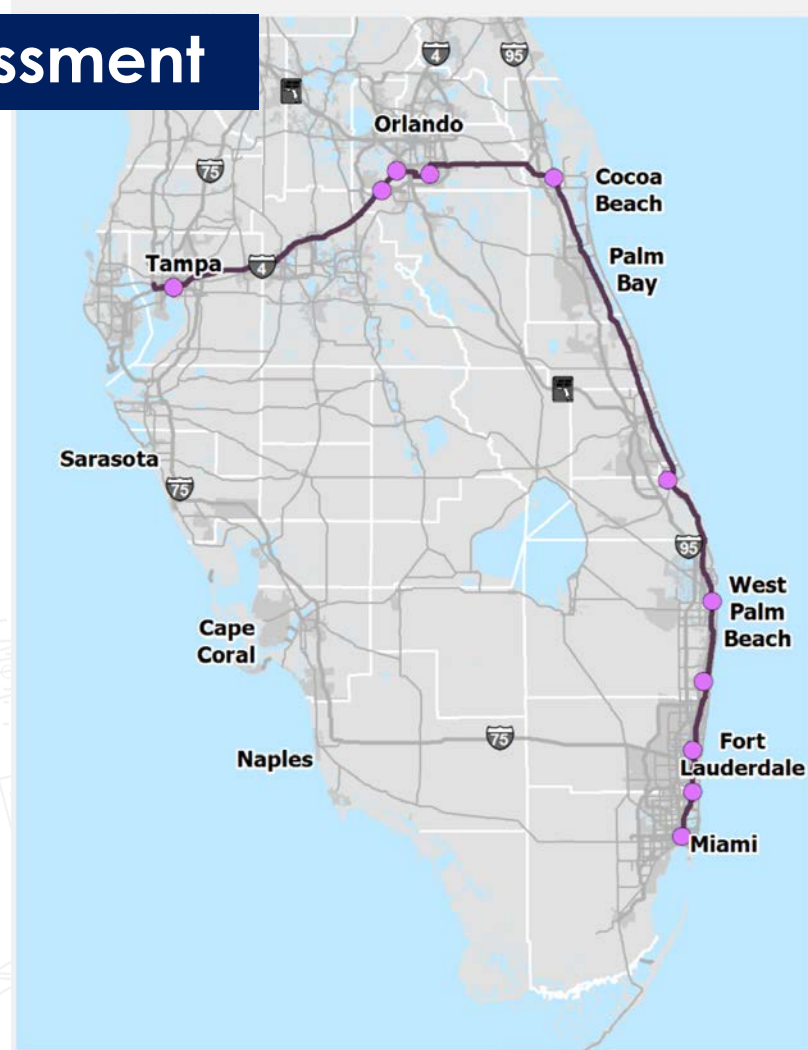 ssment
4
95
Orlando
75
Cocoa
Beach
Palm
Bay
Tampa
4
Sarasota
75
95
West
Palm
Beach
Cape
Coral
75
Fort
Lauderdale
Naples
Miami